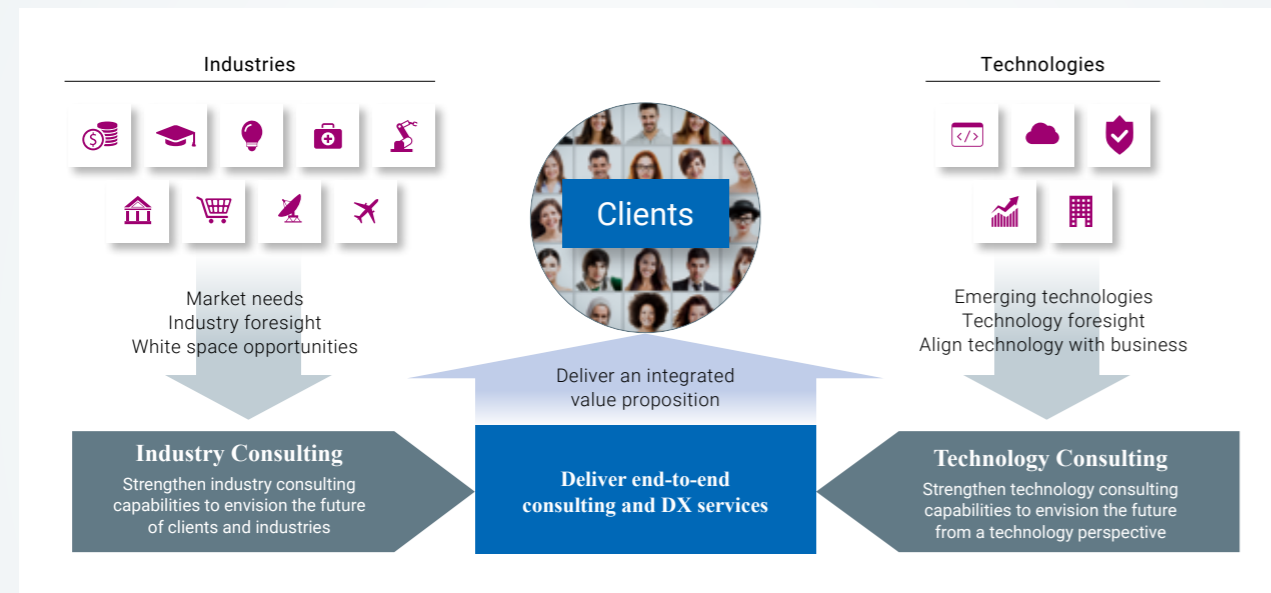 Industries
Technologies
Clients
Market needs
Industry foresight
White space opportunities
Emerging technologies
Technology foresight
Align technology with business
Deliver an integrated
value proposition
Industry Consulting
Strengthen industry consulting
capabilities to envision the future
of clients and industries
Deliver end-to-end
consulting and DX services
Technology Consulting
Strengthen technology consulting
capabilities to envision the future
from a technology perspective